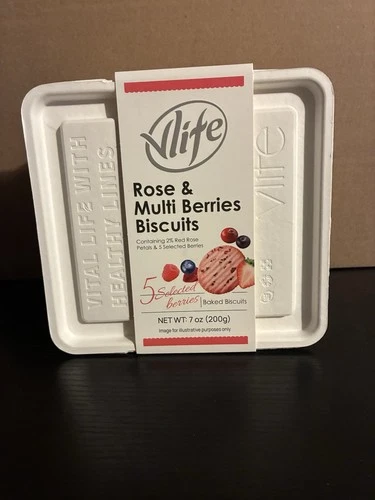 Vlife
Rose &
Multi Berries
Biscuits
Containing 2% Red Rose
Petals & 5 Selected Berries
5 Selected
berries
Baked Biscuits
NET WT: 7 oz (200g)
Image for illustrative purposes only
VITAL LIFE WITH
HEALTHY LINES
vlife